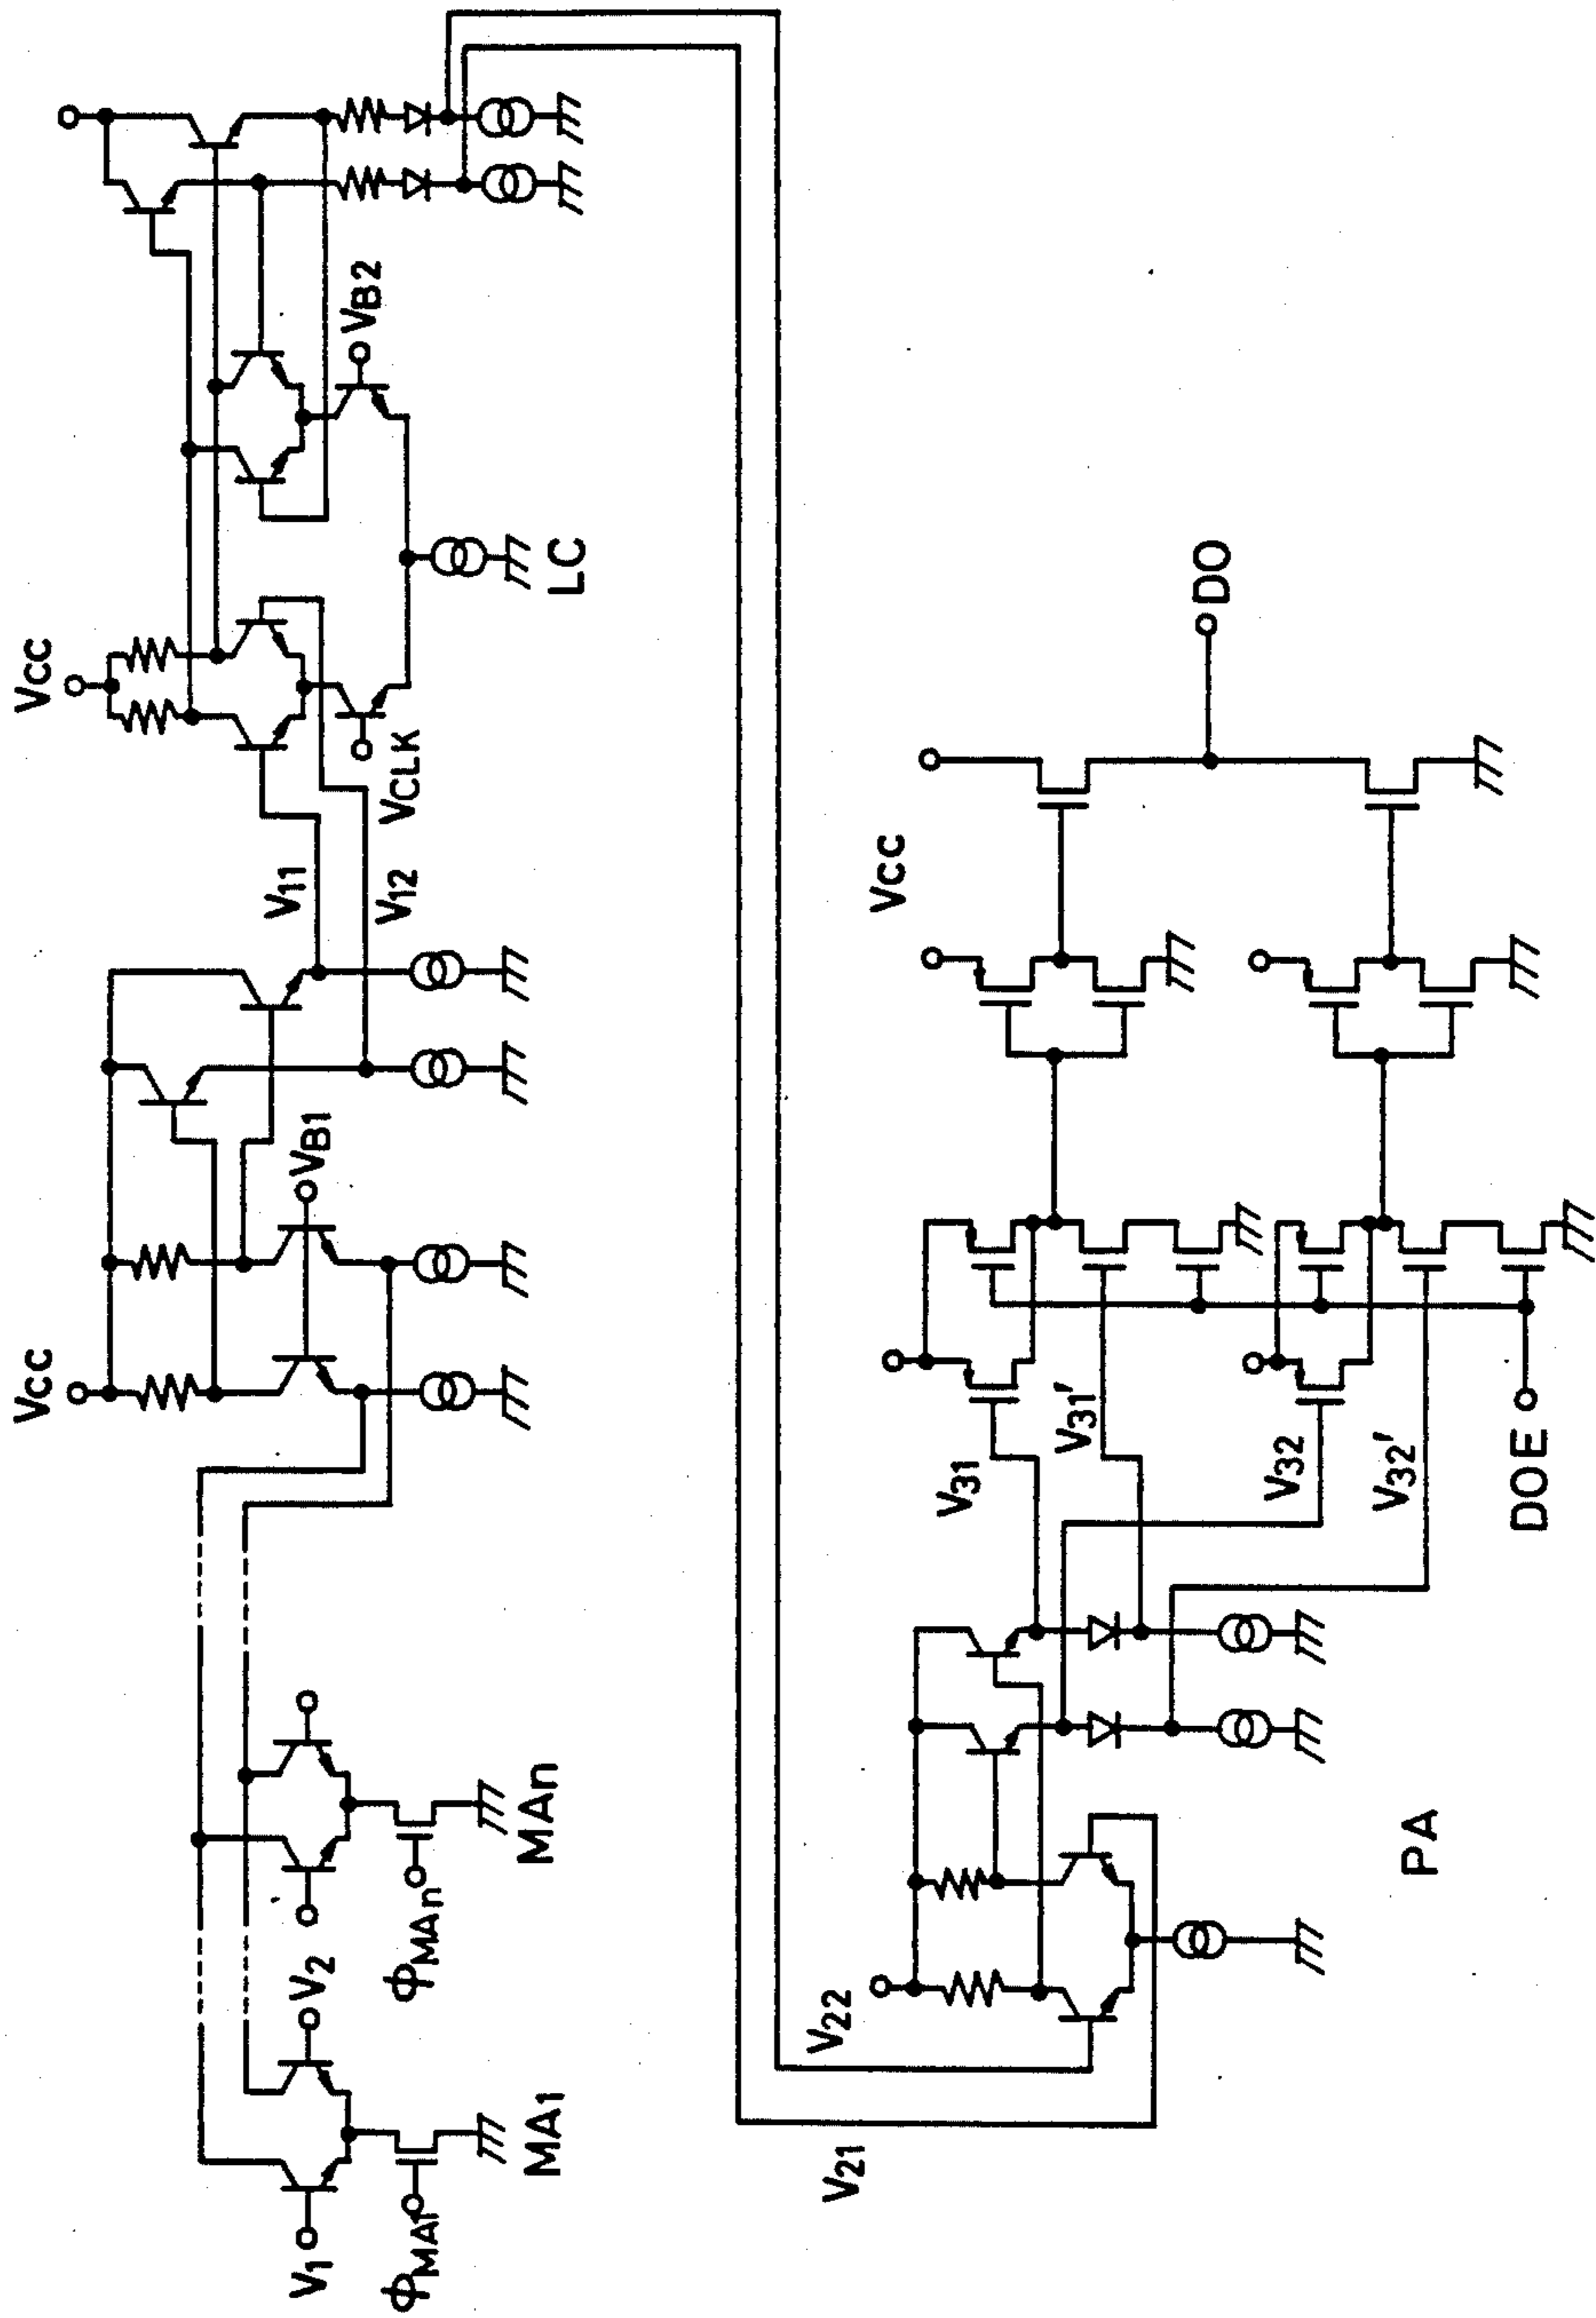 Vcc
Vcc
VB1
VB2
V11
V12
VCLK
LC
V1
V2
ΦMA1
ΦMAn
MA1
MAn
V21
V22
PA
V31
V31'
V32
V32'
DOE
Vcc
DO